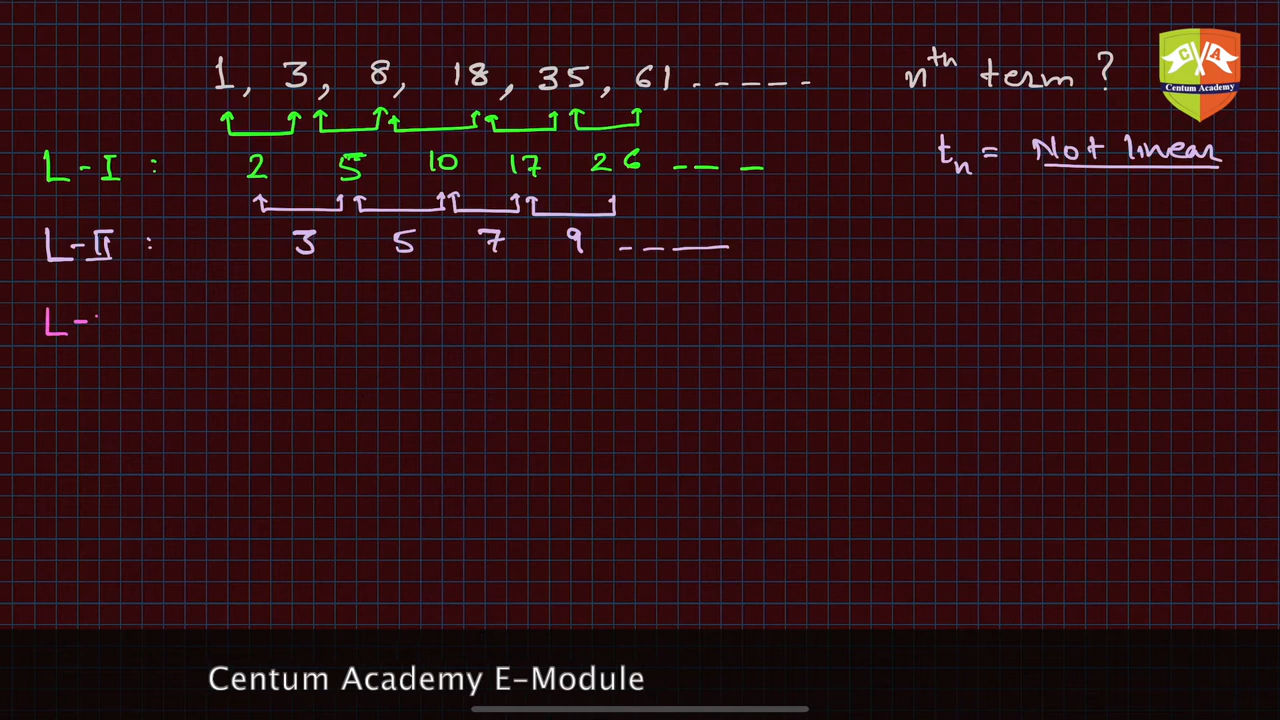 1, 3, 8, 18, 35, 61 ------ nth term ?
L-I : 2 5 10 17 26 --- -
tn = Not linear
L-II : 3 5 7 9 ----
L-
C A
Centum Academy
Centum Academy E-Module